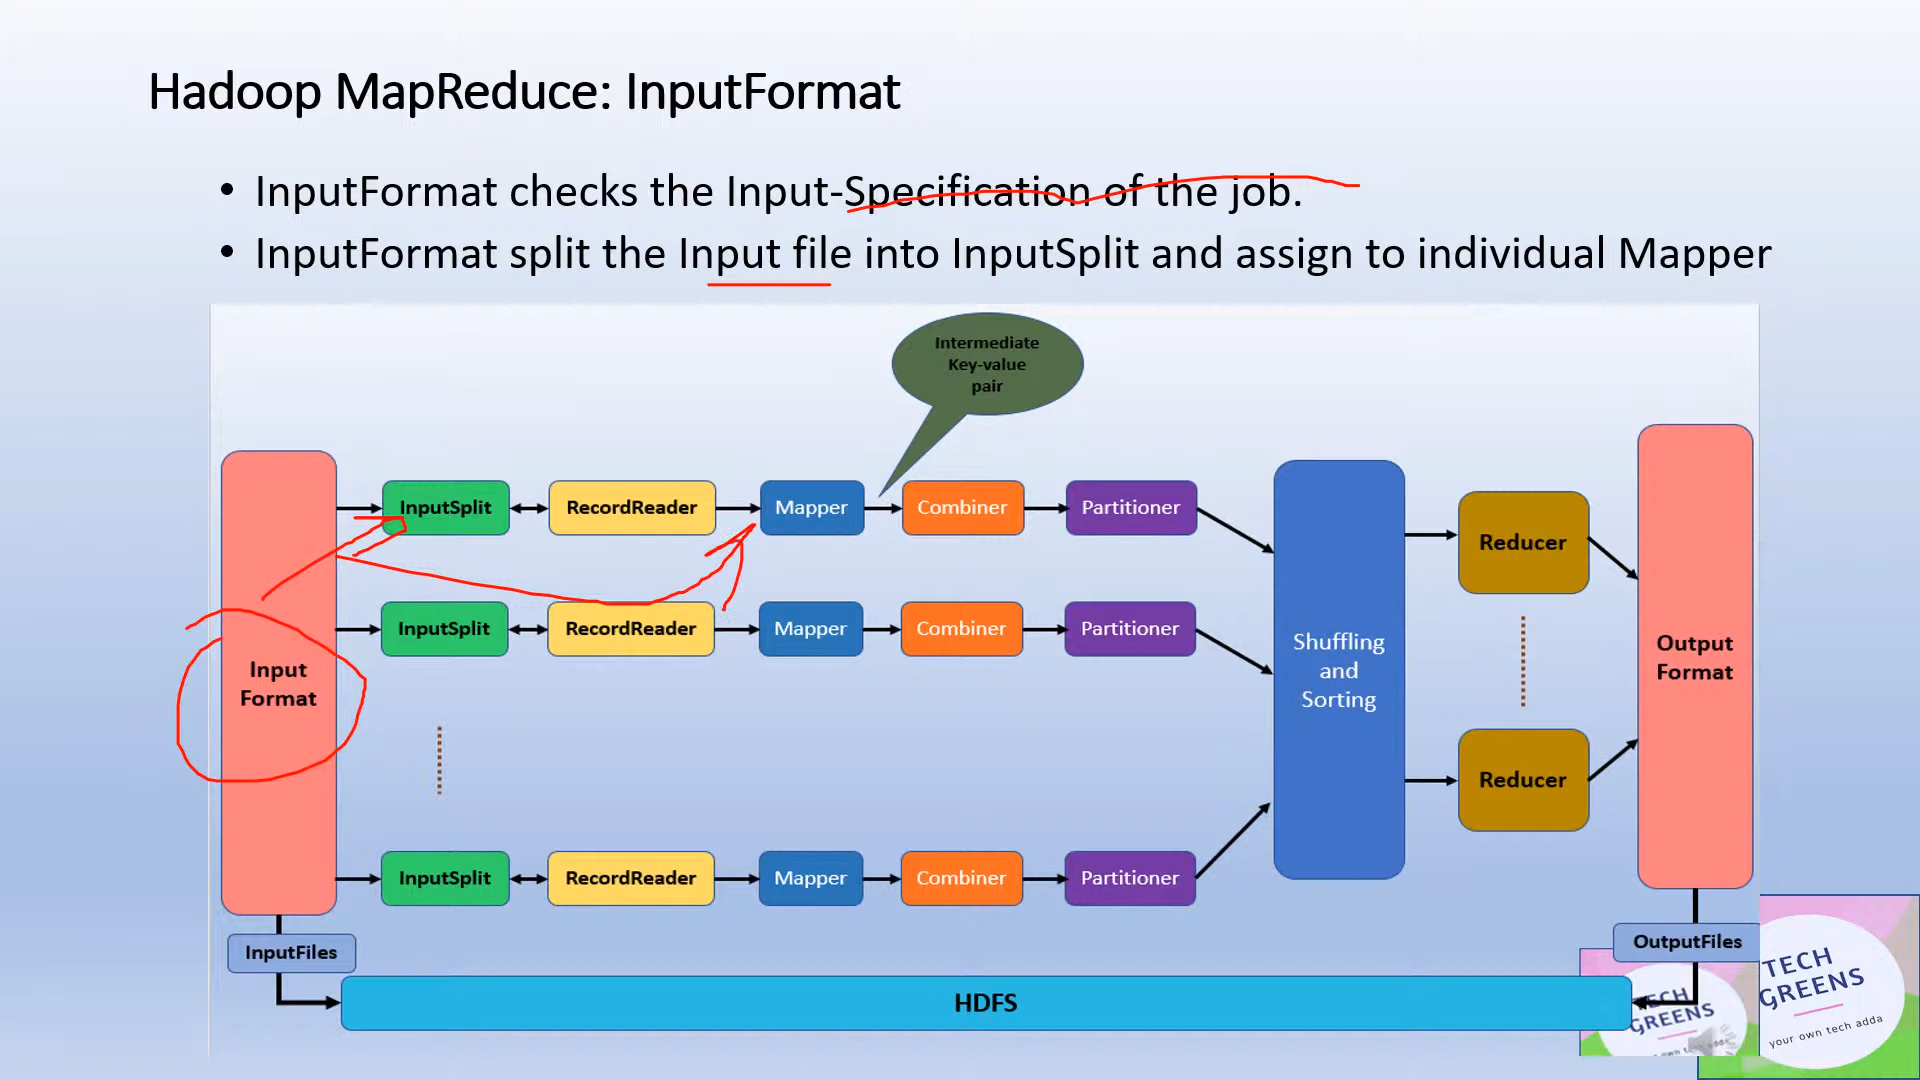 Hadoop MapReduce: InputFormat
• InputFormat checks the Input-Specification of the job.
• InputFormat split the Input file into InputSplit and assign to individual Mapper
Intermediate
Key-value
pair
InputSplit
RecordReader
Mapper
Combiner
Partitioner
InputSplit
RecordReader
Mapper
Combiner
Partitioner
InputSplit
RecordReader
Mapper
Combiner
Partitioner
Input
Format
Shuffling
and
Sorting
Reducer
Reducer
Output
Format
InputFiles
OutputFiles
HDFS
TECH
GREENS
your own tech adda
GREENS